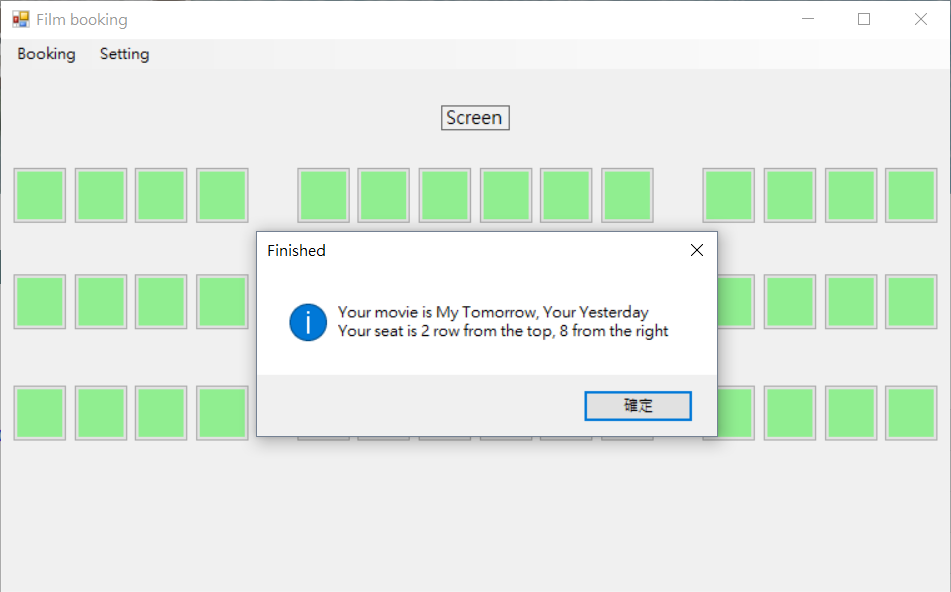 Film booking
Booking Setting
Screen
Finished
Your movie is My Tomorrow, Your Yesterday
Your seat is 2 row from the top, 8 from the right
確定